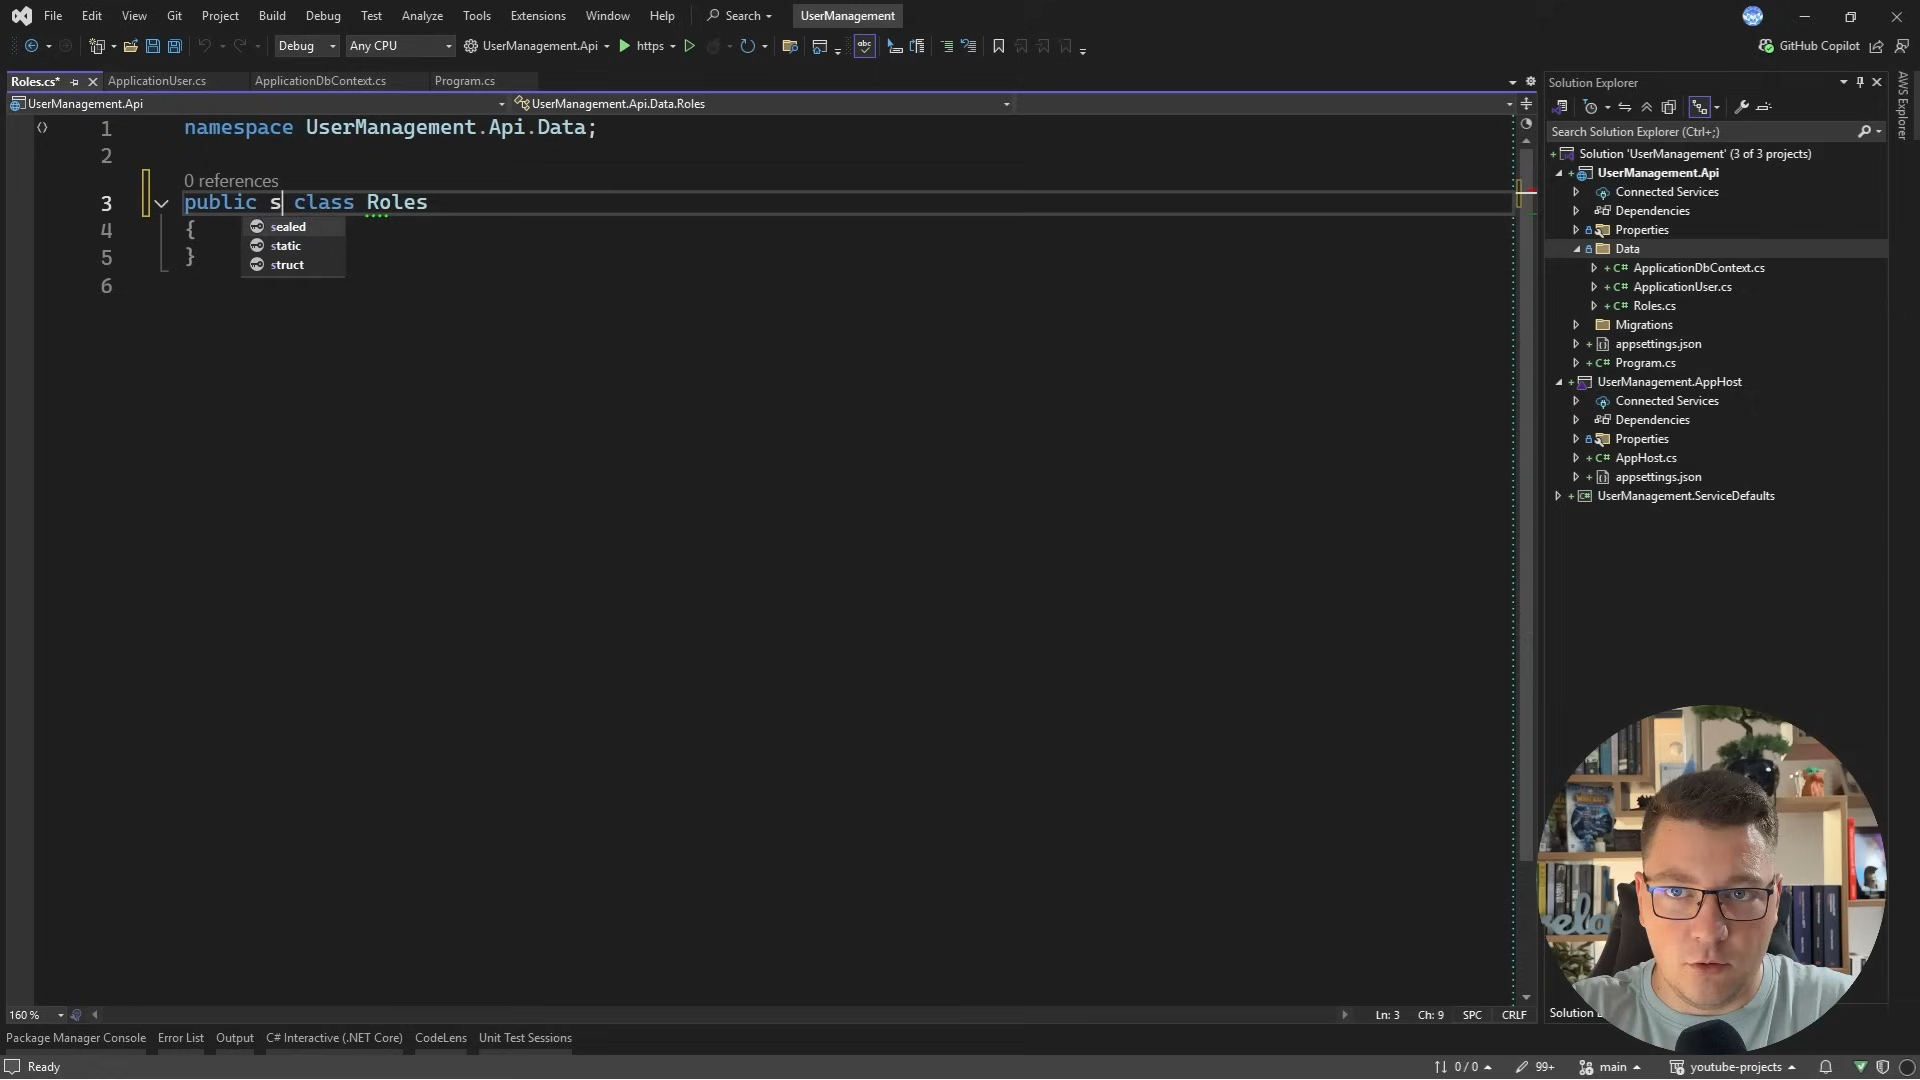 File Edit View Git Project Build Debug Test Analyze Tools Extensions Window Help Search UserManagement
Debug Any CPU UserManagement.Api https GitHub Copilot
Roles.cs* ApplicationUser.cs ApplicationDbContext.cs Program.cs
UserManagement.Api UserManagement.Api.Data.Roles
1 namespace UserManagement.Api.Data;
2
0 references
3 public s class Roles
4 {
5 }
6
sealed
static
struct
Solution Explorer
Search Solution Explorer (Ctrl+;)
Solution 'UserManagement' (3 of 3 projects)
UserManagement.Api
Connected Services
Dependencies
Properties
Data
C# ApplicationDbContext.cs
C# ApplicationUser.cs
C# Roles.cs
Migrations
appsettings.json
C# Program.cs
UserManagement.AppHost
Connected Services
Dependencies
Properties
C# AppHost.cs
appsettings.json
UserManagement.ServiceDefaults
AWS Explorer
160 % Ln: 3 Ch: 9 SPC CRLF
Solution
Package Manager Console Error List Output C# Interactive (.NET Core) CodeLens Unit Test Sessions
Ready 0 / 0 99+ main youtube-projects